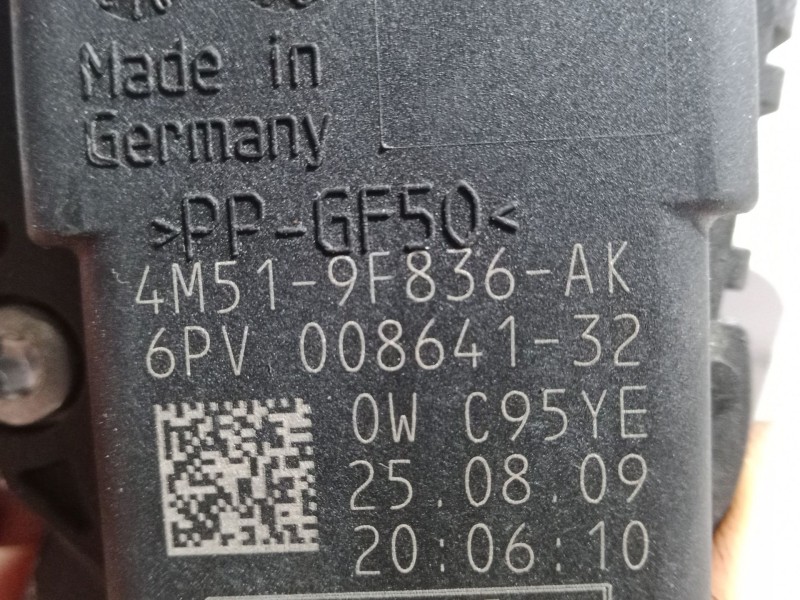 Made in
Germany
>PP-GF50<
4M51-9F836-AK
6PV 008641-32
0W C95YE
25.08.09
20:06:10